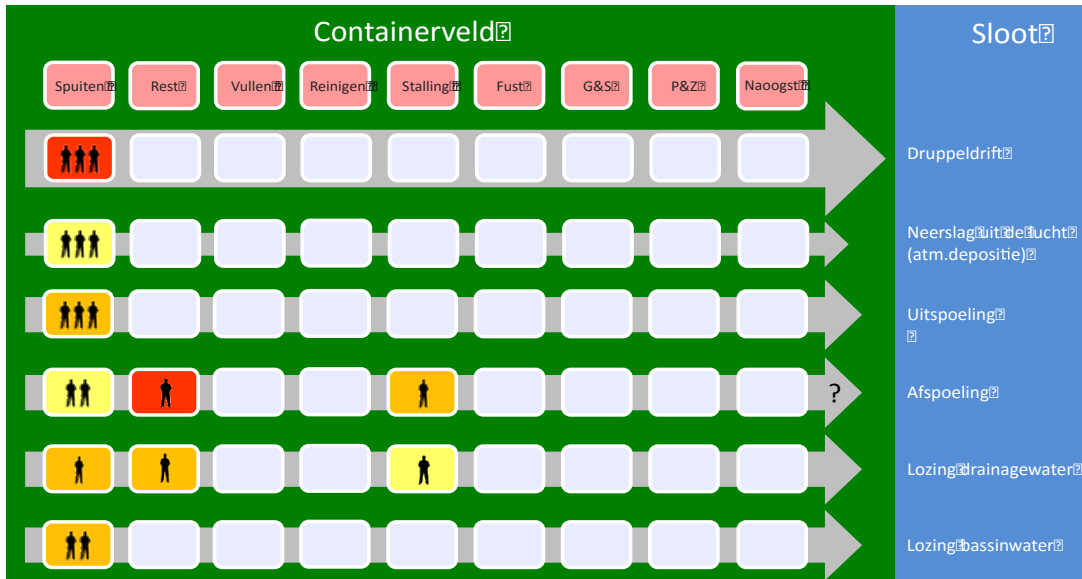 Containerveld⍰
Sloot⍰
Spuiten⍰ Rest⍰ Vullen⍰ Reinigen⍰ Stalling⍰ Fust⍰ G&S⍰ P&Z⍰ Naoogst⍰
Druppeldrift⍰
Neerslag⍰uit⍰de⍰lucht⍰
(atm.depositie)⍰
Uitspoeling⍰
⍰
? Afspoeling⍰
Lozing⍰drainagewater⍰
Lozing⍰bassinwater⍰